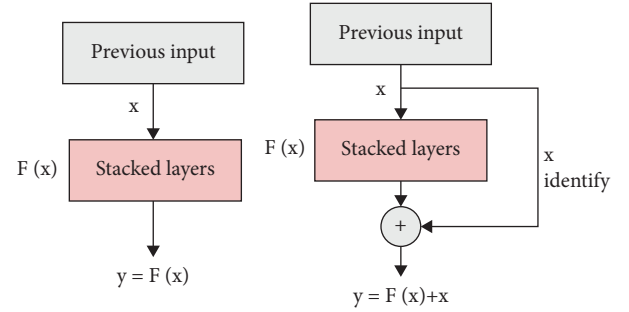 Previous input
x
F (x)
Stacked layers
y = F (x)
Previous input
x
F (x)
Stacked layers
x
identify
+
y = F (x)+x